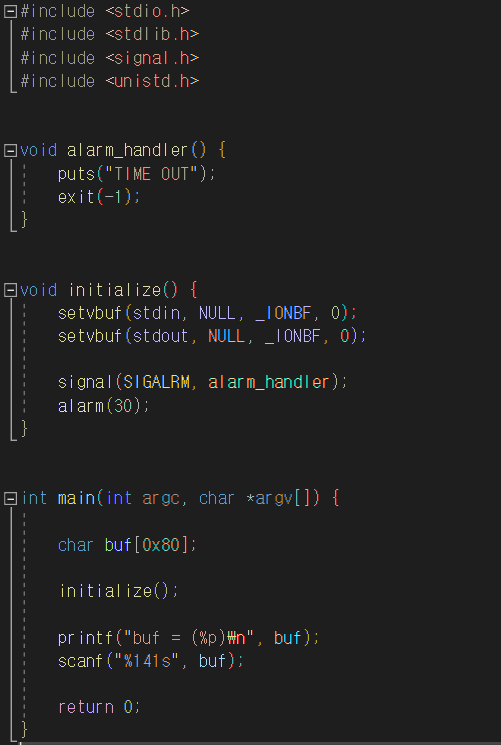 #include <stdio.h>
#include <stdlib.h>
#include <signal.h>
#include <unistd.h>
void alarm_handler() {
puts("TIME OUT");
exit(-1);
}
void initialize() {
setvbuf(stdin, NULL, _IONBF, 0);
setvbuf(stdout, NULL, _IONBF, 0);
signal(SIGALRM, alarm_handler);
alarm(30);
}
int main(int argc, char *argv[]) {
char buf[0x80];
initialize();
printf("buf = (%p)₩n", buf);
scanf("%141s", buf);
return 0;
}